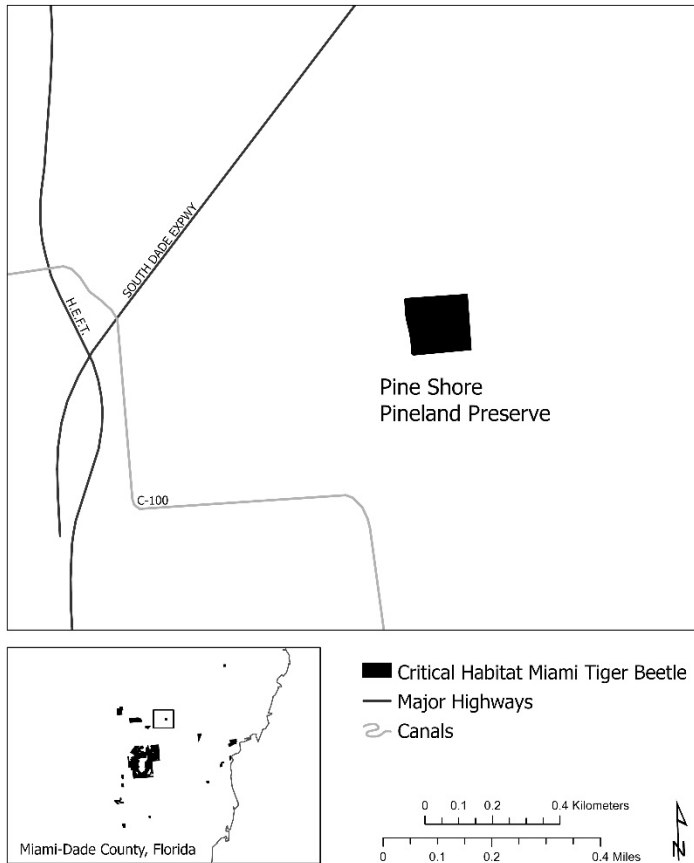 SOUTH DADE EXPWY
H.E.F.T.
Pine Shore
Pineland Preserve
C-100
Miami-Dade County, Florida
Critical Habitat Miami Tiger Beetle
Major Highways
Canals
0 0.1 0.2 0.4 Kilometers
0 0.1 0.2 0.4 Miles
N